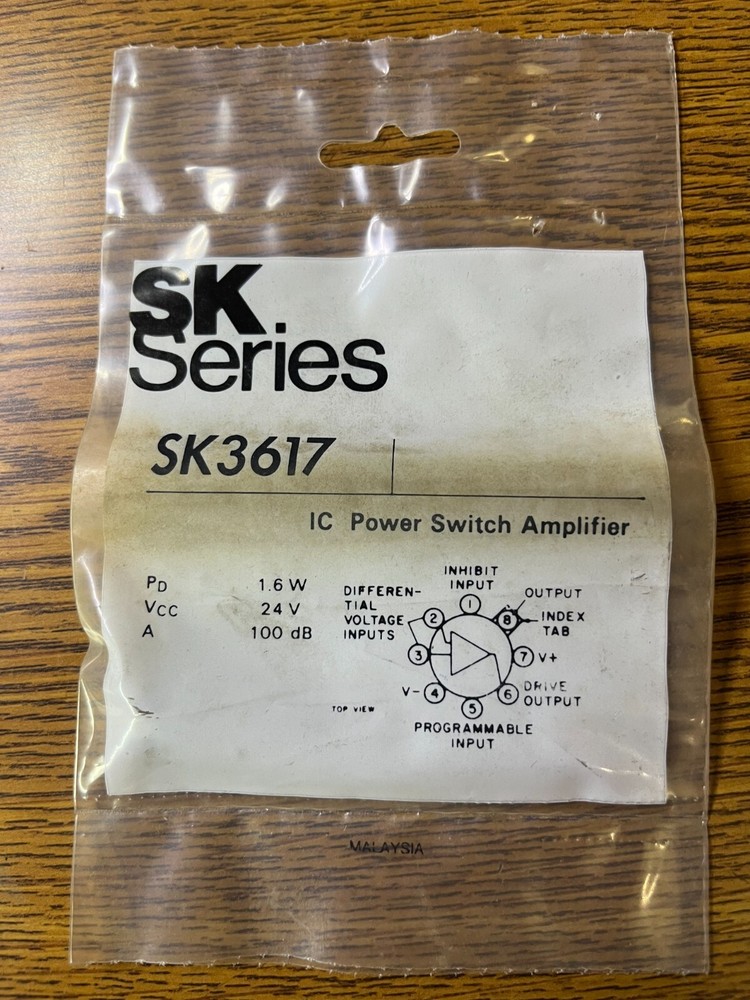 SK
Series
SK3617
IC Power Switch Amplifier
PD 1.6 W
VCC 24 V
A 100 dB
INHIBIT
INPUT
DIFFEREN-
TIAL
VOLTAGE
INPUTS
OUTPUT
INDEX
TAB
1
2
8
3
7 V+
V- 4
6 DRIVE
OUTPUT
5
TOP VIEW
PROGRAMMABLE
INPUT
MALAYSIA